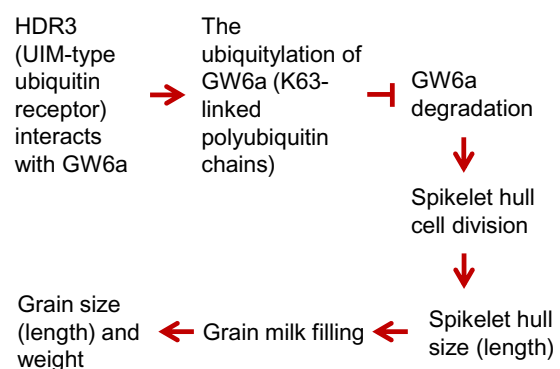 HDR3
(UIM-type
ubiquitin
receptor)
interacts
with GW6a
The
ubiquitylation of
GW6a (K63-
linked
polyubiquitin
chains)
GW6a
degradation
Spikelet hull
cell division
Spikelet hull
size (length)
Grain milk filling
Grain size
(length) and
weight